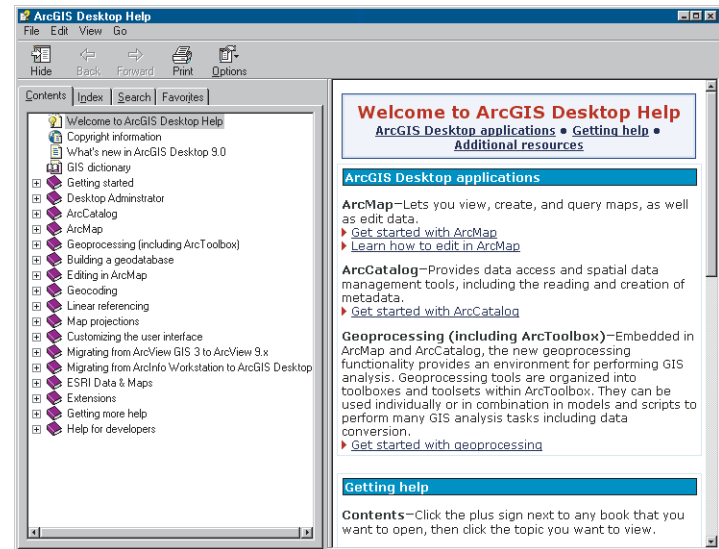 ArcGIS Desktop Help
File Edit View Go
Hide Back Forward Print Options
Contents Index Search Favorites
Welcome to ArcGIS Desktop Help
Copyright information
What's new in ArcGIS Desktop 9.0
GIS dictionary
Getting started
Desktop Adminstrator
ArcCatalog
ArcMap
Geoprocessing (including ArcToolbox)
Building a geodatabase
Editing in ArcMap
Geocoding
Linear referencing
Map projections
Customizing the user interface
Migrating from ArcView GIS 3 to ArcView 9.x
Migrating from ArcInfo Workstation to ArcGIS Desktop
ESRI Data & Maps
Extensions
Getting more help
Help for developers
Welcome to ArcGIS Desktop Help
ArcGIS Desktop applications • Getting help •
Additional resources
ArcGIS Desktop applications
ArcMap—Lets you view, create, and query maps, as well
as edit data.
Get started with ArcMap
Learn how to edit in ArcMap
ArcCatalog—Provides data access and spatial data
management tools, including the reading and creation of
metadata.
Get started with ArcCatalog
Geoprocessing (including ArcToolbox)—Embedded in
ArcMap and ArcCatalog, the new geoprocessing
functionality provides an environment for performing GIS
analysis. Geoprocessing tools are organized into
toolboxes and toolsets within ArcToolbox. They can be
used individually or in combination in models and scripts to
perform many GIS analysis tasks including data
conversion.
Get started with geoprocessing
Getting help
Contents—Click the plus sign next to any book that you
want to open, then click the topic you want to view.